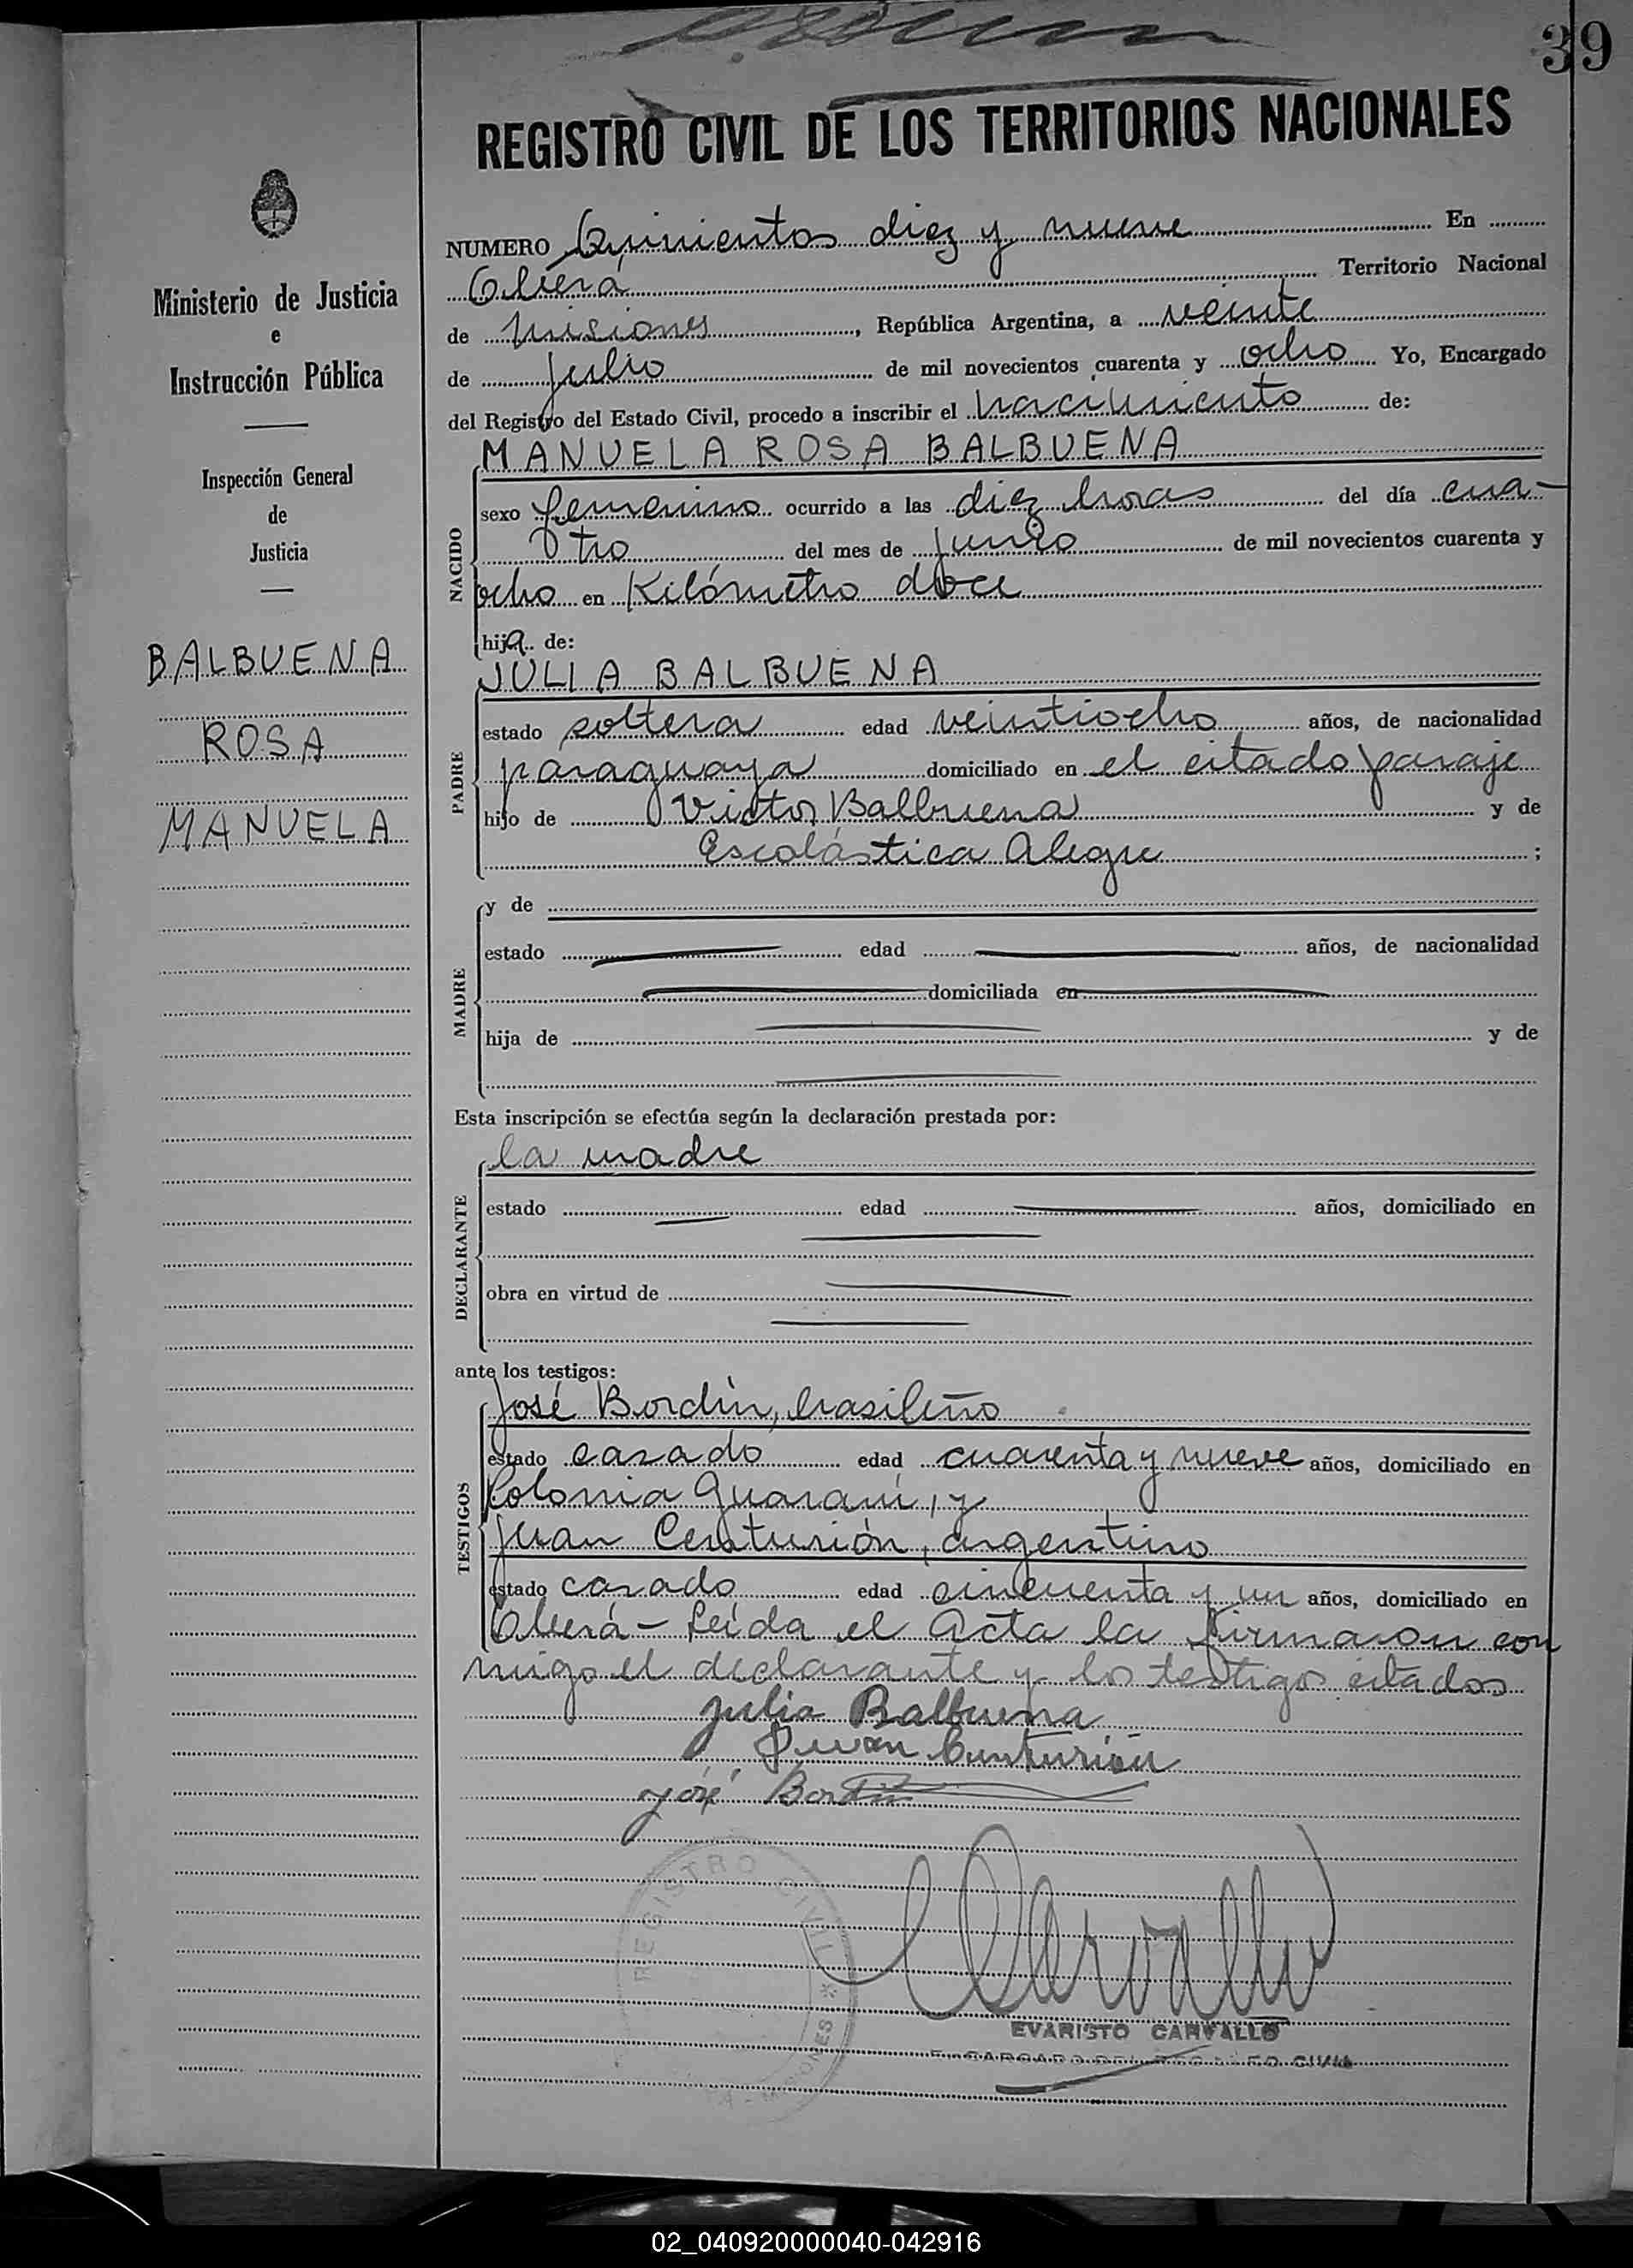 39
REGISTRO CIVIL DE LOS TERRITORIOS NACIONALES
Ministerio de Justicia
e
Instrucción Pública
Inspección General
de
Justicia
BALBUENA
ROSA
MANUELA
NUMERO Quinientos diez y nueve En
Oberá Territorio Nacional
de Misiones, República Argentina, a veinte
de Julio de mil novecientos cuarenta y ocho Yo, Encargado
del Registro del Estado Civil, procedo a inscribir el nacimiento de:
NACIDO
MANUELA ROSA BALBUENA
sexo femenino ocurrido a las diez horas del día cua-
tro del mes de junio de mil novecientos cuarenta y
ocho en Kilómetro doce
hija de:
PADRE
JULIA BALBUENA
estado soltera edad veintiocho años, de nacionalidad
paraguaya domiciliado en el citado paraje
hijo de Victor Balbuena y de
Escolástica Alegre ;
MADRE
y de
estado edad años, de nacionalidad
domiciliada en
hija de y de
Esta inscripción se efectúa según la declaración prestada por:
DECLARANTE
la madre
estado edad años, domiciliado en
obra en virtud de
ante los testigos:
TESTIGOS
José Bordin, brasileño
estado casado edad cuarenta y nueve años, domiciliado en
Colonia Guaraní, y
Juan Centurión, argentino
estado casado edad cincuenta y un años, domiciliado en
Oberá - Leída el Acta la firmaron con
migo el declarante y los testigos citados
Julia Balbuena
Juan Centurión
José Bordin
REGISTRO CIVIL * MISIONES
Carvallo
EVARISTO CARVALLO
ENCARGADO DEL REGISTRO CIVIL
02_040920000040-042916